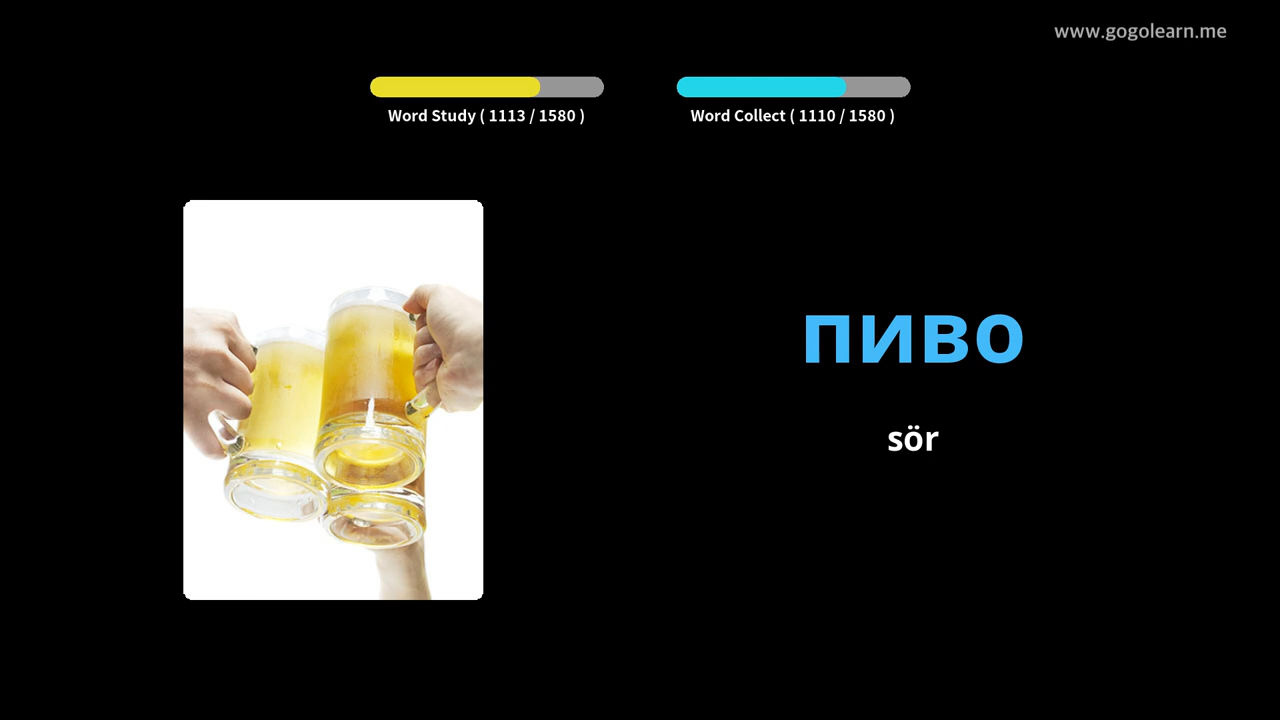 www.gogolearn.me
Word Study ( 1113 / 1580 )
Word Collect ( 1110 / 1580 )
пиво
sör